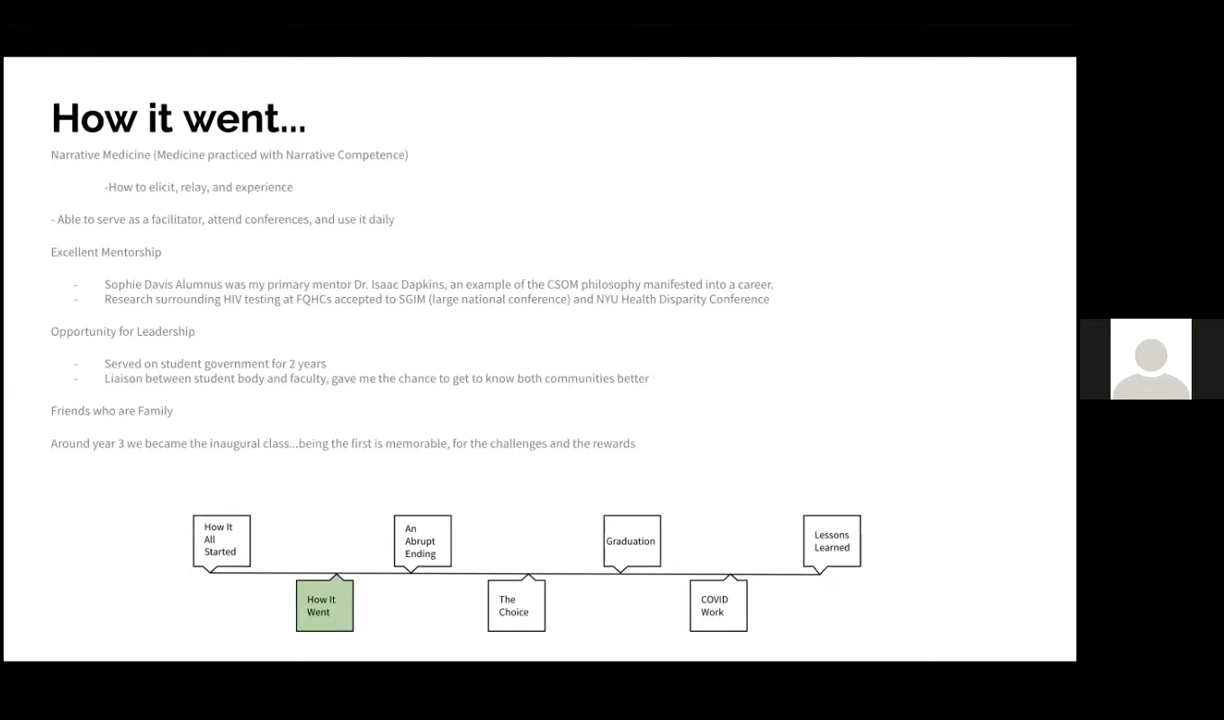 How it went...
Narrative Medicine (Medicine practiced with Narrative Competence)
-How to elicit, relay, and experience
- Able to serve as a facilitator, attend conferences, and use it daily
Excellent Mentorship
- Sophie Davis Alumnus was my primary mentor Dr. Isaac Dapkins, an example of the CSOM philosophy manifested into a career.
- Research surrounding HIV testing at FQHCs accepted to SGIM (large national conference) and NYU Health Disparity Conference
Opportunity for Leadership
- Served on student government for 2 years
- Liaison between student body and faculty, gave me the chance to get to know both communities better
Friends who are Family
Around year 3 we became the inaugural class...being the first is memorable, for the challenges and the rewards
How It
All
Started
How It
Went
An
Abrupt
Ending
The
Choice
Graduation
COVID
Work
Lessons
Learned